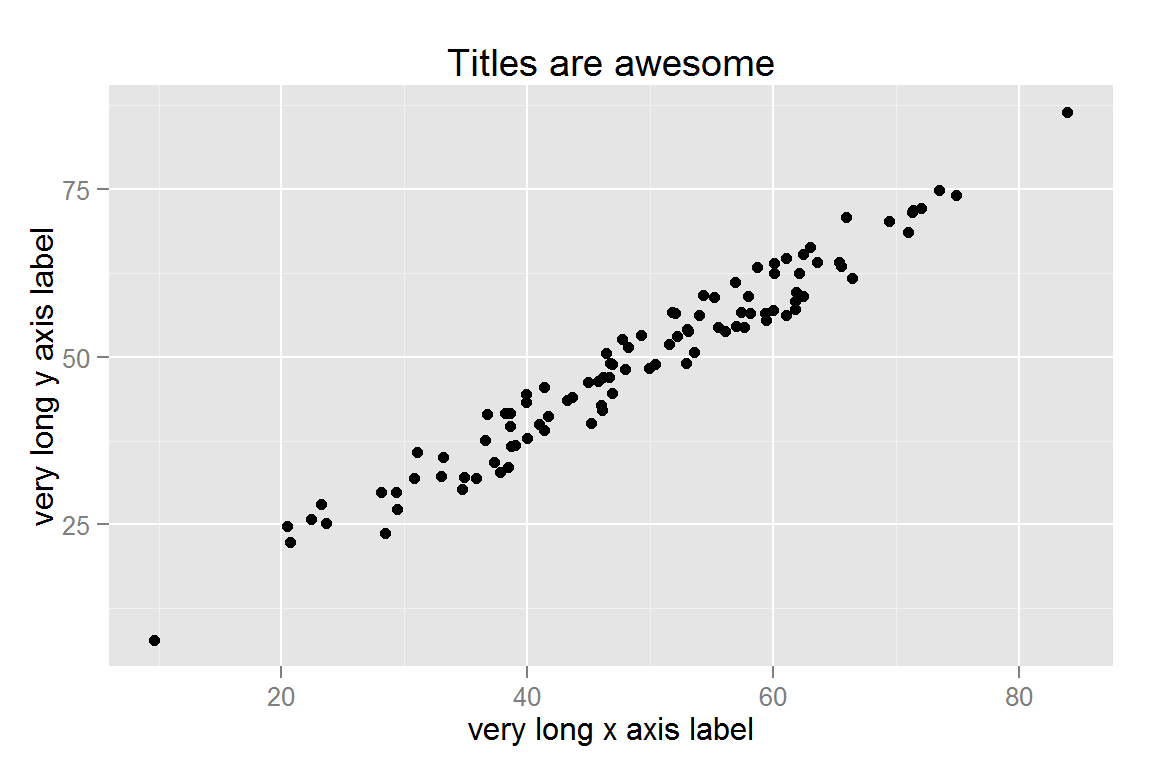 Titles are awesome
very long y axis label
75
50
25
20 40 60 80
very long x axis label